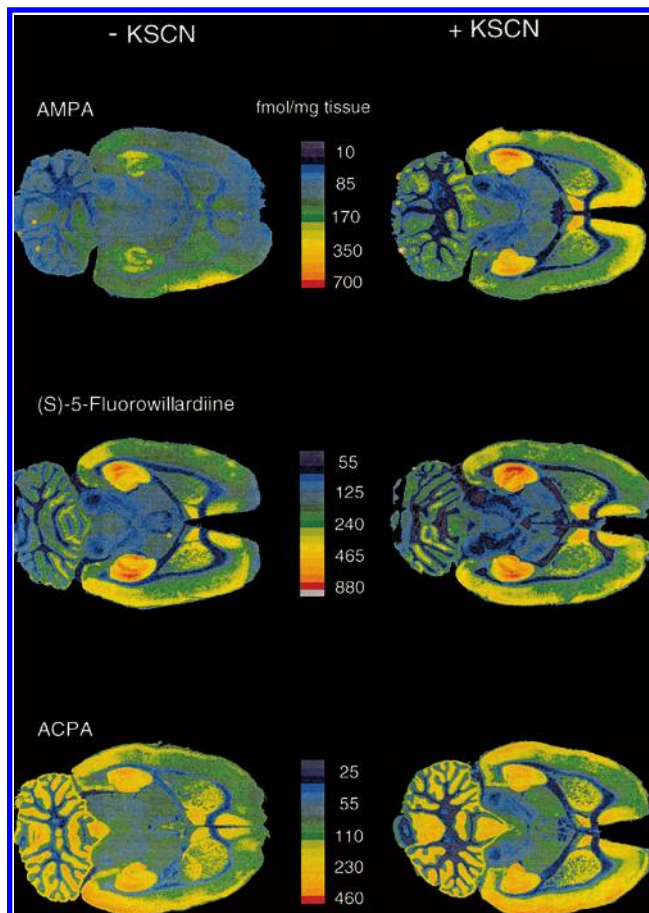 - KSCN
+ KSCN
AMPA
fmol/mg tissue
10
85
170
350
700
(S)-5-Fluorowillardiine
55
125
240
465
880
ACPA
25
55
110
230
460